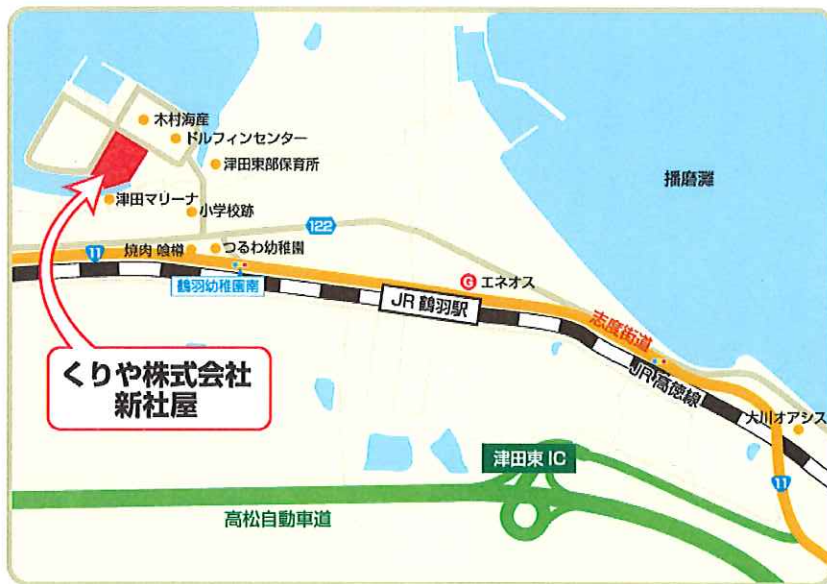 木村海産
ドルフィンセンター
津田東部保育所
播磨灘
津田マリーナ
小学校跡
122
11
焼肉 喰樽
つるわ幼稚園
鶴羽幼稚園南
G エネオス
JR 鶴羽駅
志度街道
JR高徳線
くりや株式会社
新社屋
大川オアシス
津田東 IC
11
高松自動車道